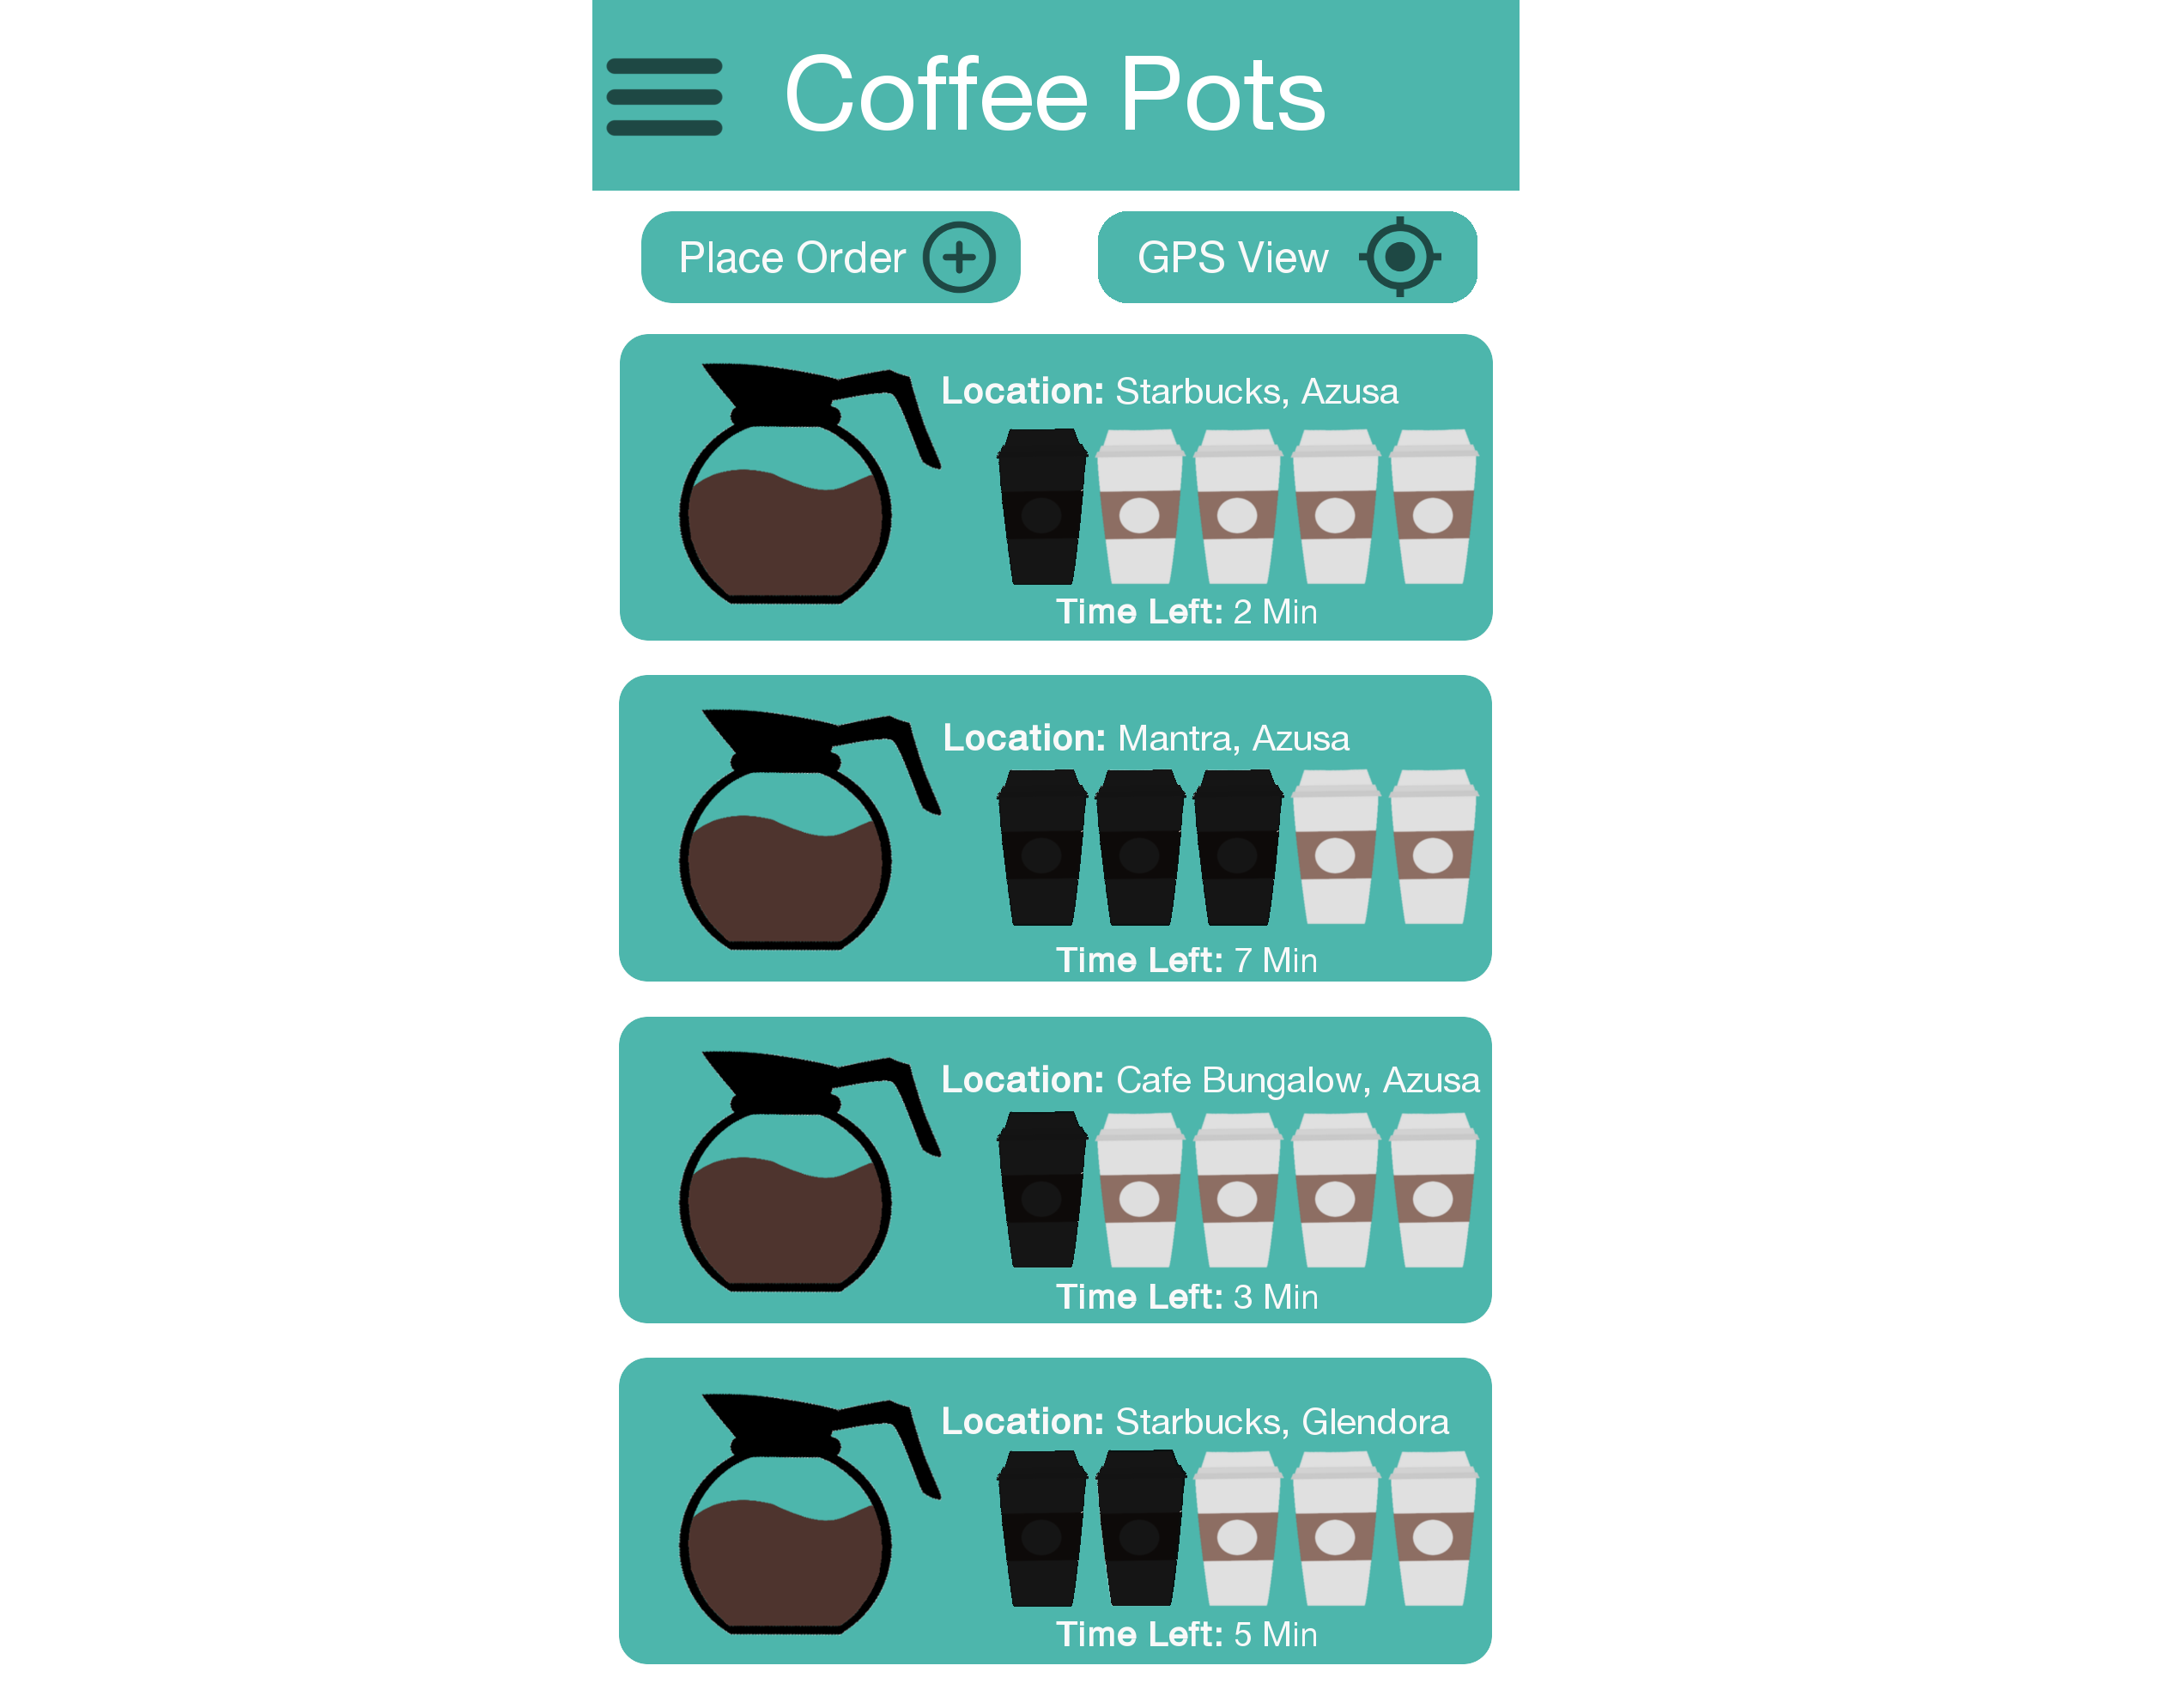 Coffee Pots
Place Order
GPS View
Location: Starbucks, Azusa
Time Left: 2 Min
Location: Mantra, Azusa
Time Left: 7 Min
Location: Cafe Bungalow, Azusa
Time Left: 3 Min
Location: Starbucks, Glendora
Time Left: 5 Min